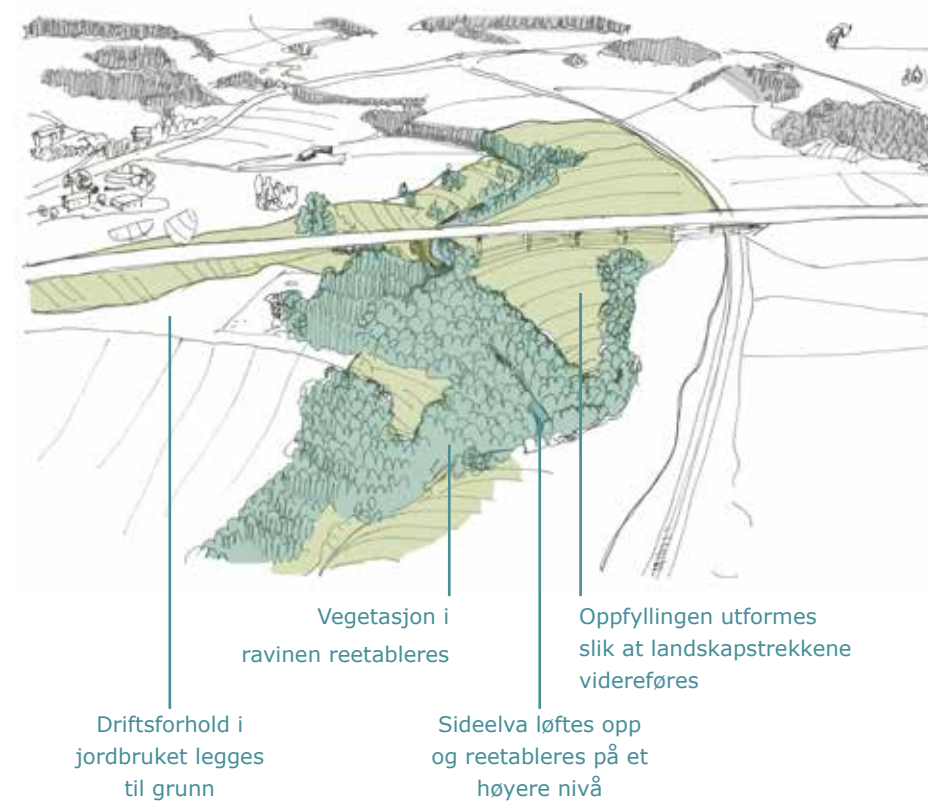 Vegetasjon i
ravinen reetableres
Oppfyllingen utformes
slik at landskapstrekkene
videreføres
Driftsforhold i
jordbruket legges
til grunn
Sideelva løftes opp
og reetableres på et
høyere nivå